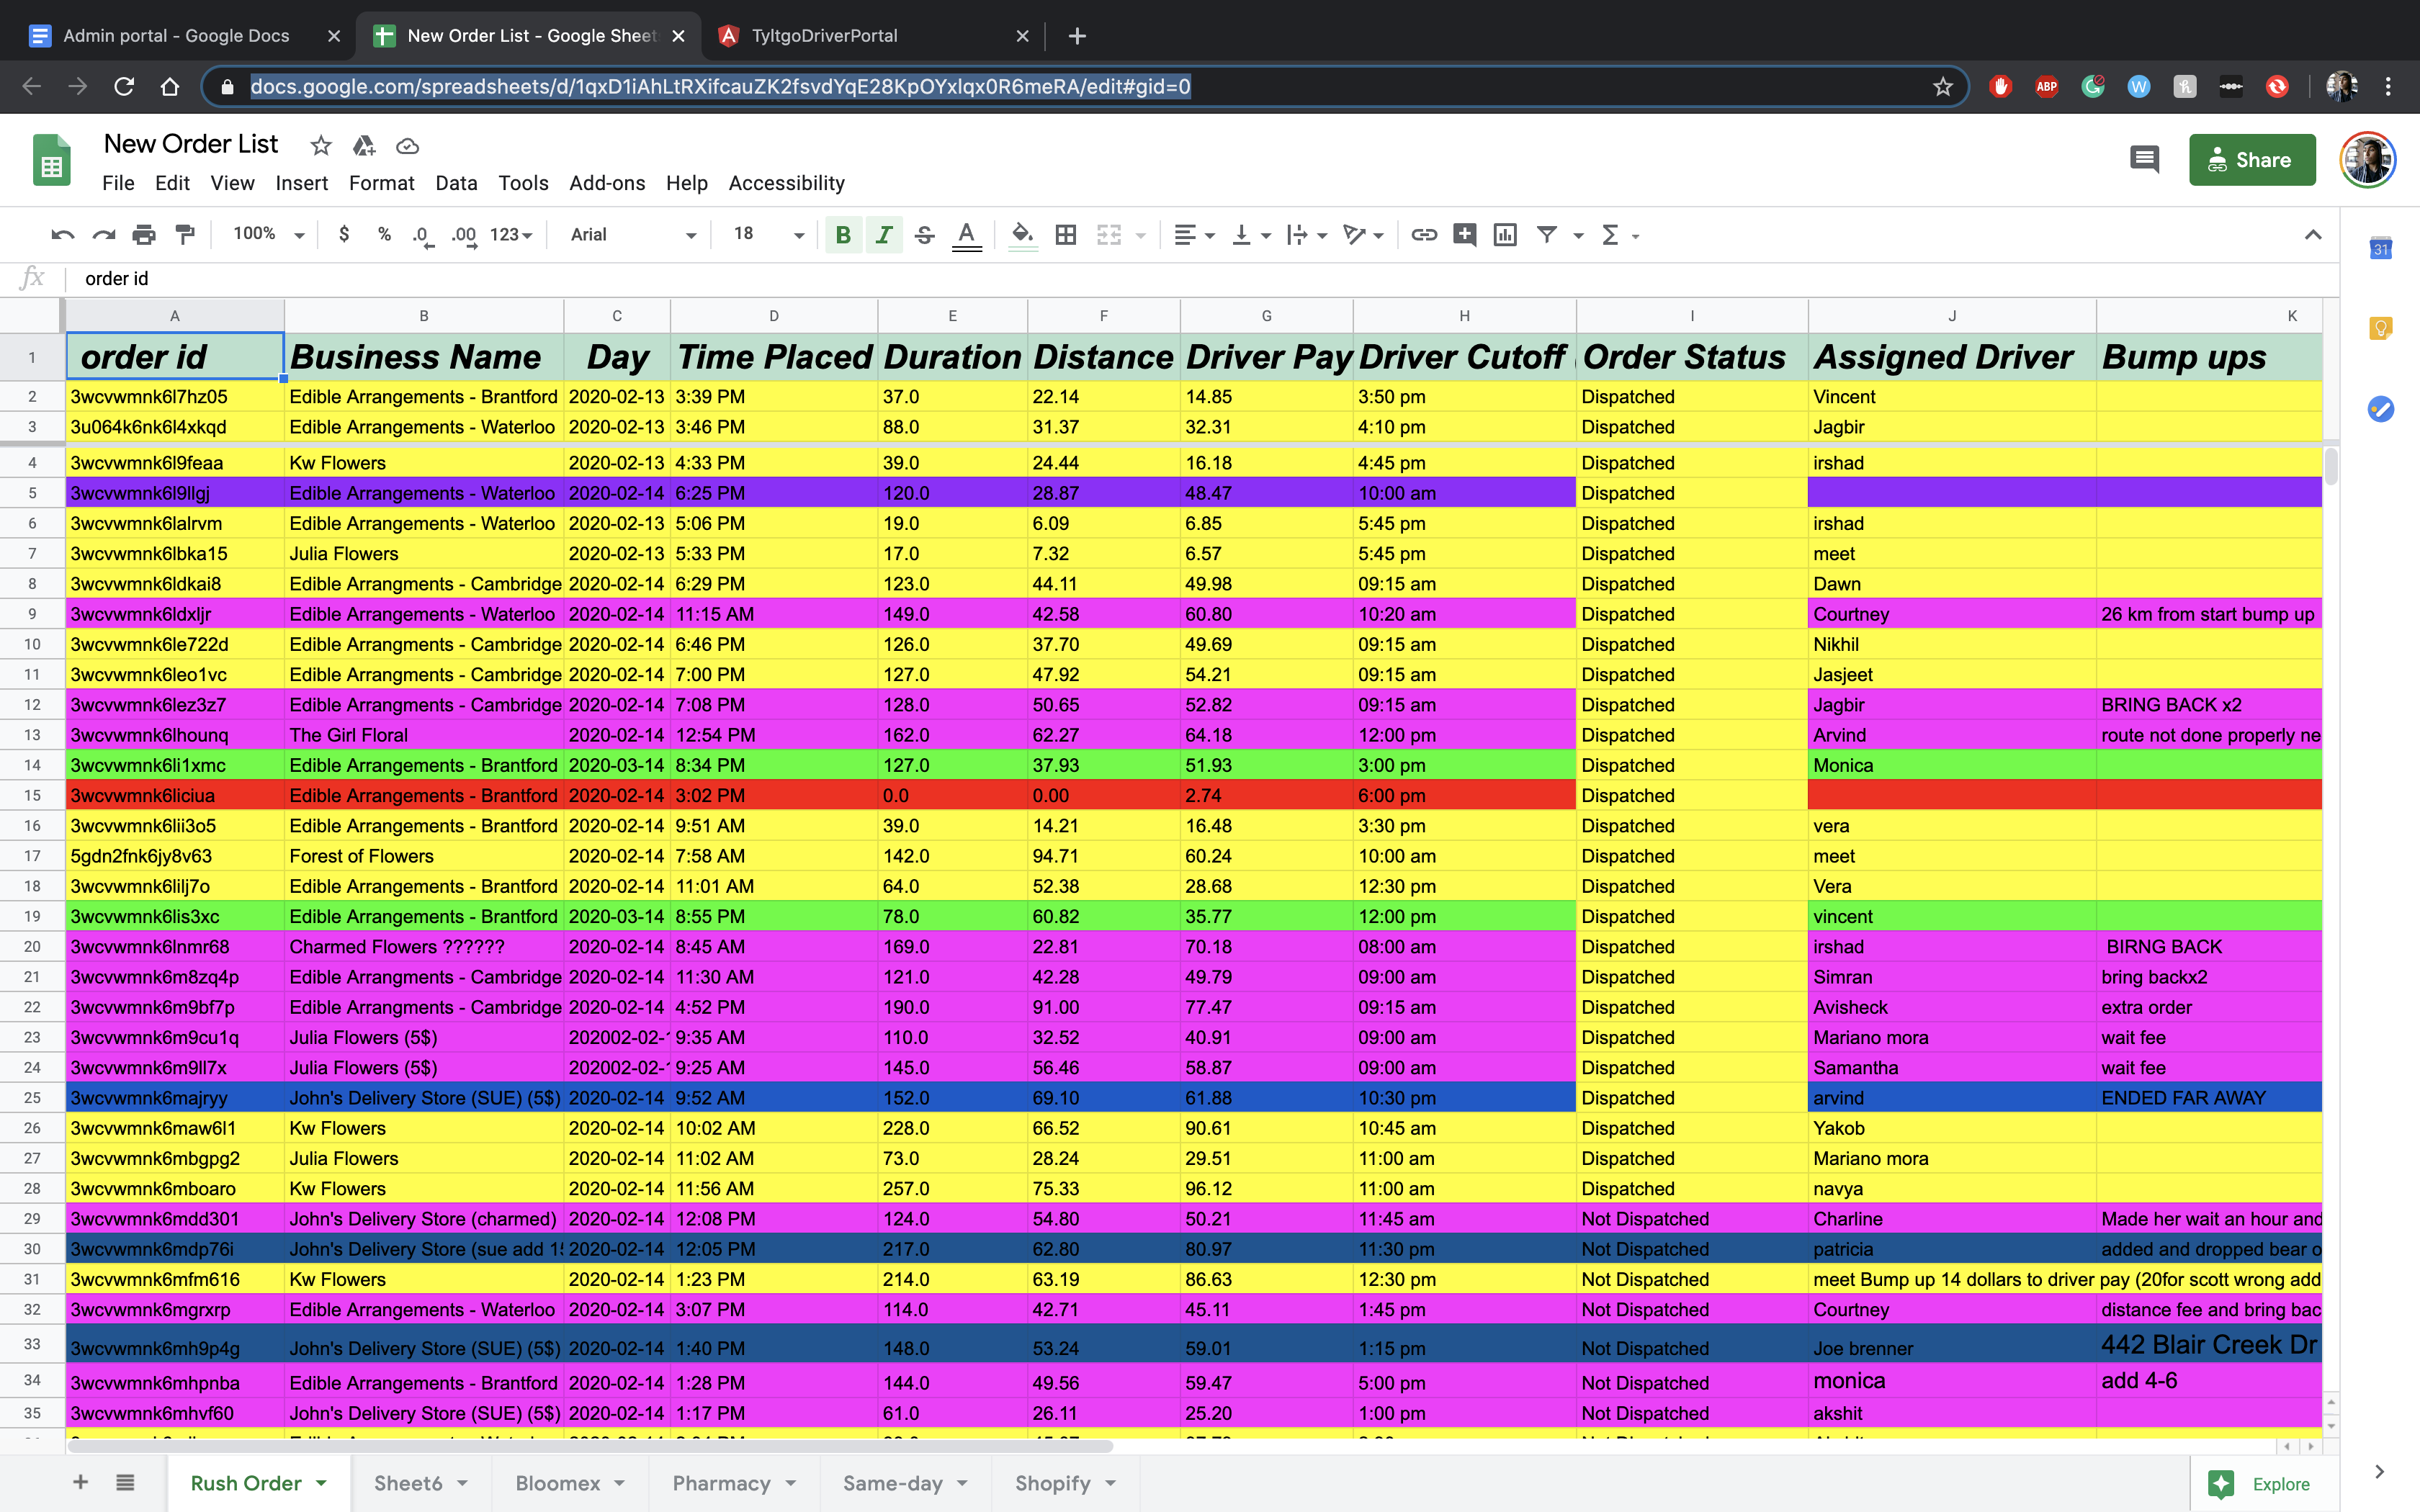 Admin portal - Google Docs
New Order List - Google Sheet
TyltgoDriverPortal
docs.google.com/spreadsheets/d/1qxD1iAhLtRXifcauZK2fsvdYqE28KpOYxlqx0R6meRA/edit#gid=0
ABP
New Order List
File Edit View Insert Format Data Tools Add-ons Help Accessibility
Share
100% $ % .0 .00 123 Arial 18 B I S A
31
fx order id
A B C D E F G H I J K
1 order id Business Name Day Time Placed Duration Distance Driver Pay Driver Cutoff Order Status Assigned Driver Bump ups
2 3wcvwmnk6l7hz05 Edible Arrangements - Brantford 2020-02-13 3:39 PM 37.0 22.14 14.85 3:50 pm Dispatched Vincent
3 3u064k6nk6l4xkqd Edible Arrangements - Waterloo 2020-02-13 3:46 PM 88.0 31.37 32.31 4:10 pm Dispatched Jagbir
4 3wcvwmnk6l9feaa Kw Flowers 2020-02-13 4:33 PM 39.0 24.44 16.18 4:45 pm Dispatched irshad
5 3wcvwmnk6l9llgj Edible Arrangements - Waterloo 2020-02-14 6:25 PM 120.0 28.87 48.47 10:00 am Dispatched
6 3wcvwmnk6lalrvm Edible Arrangements - Waterloo 2020-02-13 5:06 PM 19.0 6.09 6.85 5:45 pm Dispatched irshad
7 3wcvwmnk6lbka15 Julia Flowers 2020-02-13 5:33 PM 17.0 7.32 6.57 5:45 pm Dispatched meet
8 3wcvwmnk6ldkai8 Edible Arrangments - Cambridge 2020-02-14 6:29 PM 123.0 44.11 49.98 09:15 am Dispatched Dawn
9 3wcvwmnk6ldxljr Edible Arrangements - Waterloo 2020-02-14 11:15 AM 149.0 42.58 60.80 10:20 am Dispatched Courtney 26 km from start bump up
10 3wcvwmnk6le722d Edible Arrangments - Cambridge 2020-02-14 6:46 PM 126.0 37.70 49.69 09:15 am Dispatched Nikhil
11 3wcvwmnk6leo1vc Edible Arrangments - Cambridge 2020-02-14 7:00 PM 127.0 47.92 54.21 09:15 am Dispatched Jasjeet
12 3wcvwmnk6lez3z7 Edible Arrangments - Cambridge 2020-02-14 7:08 PM 128.0 50.65 52.82 09:15 am Dispatched Jagbir BRING BACK x2
13 3wcvwmnk6lhounq The Girl Floral 2020-02-14 12:54 PM 162.0 62.27 64.18 12:00 pm Dispatched Arvind route not done properly ne
14 3wcvwmnk6li1xmc Edible Arrangements - Brantford 2020-03-14 8:34 PM 127.0 37.93 51.93 3:00 pm Dispatched Monica
15 3wcvwmnk6liciua Edible Arrangements - Brantford 2020-02-14 3:02 PM 0.0 0.00 2.74 6:00 pm Dispatched
16 3wcvwmnk6lii3o5 Edible Arrangements - Brantford 2020-02-14 9:51 AM 39.0 14.21 16.48 3:30 pm Dispatched vera
17 5gdn2fnk6jy8v63 Forest of Flowers 2020-02-14 7:58 AM 142.0 94.71 60.24 10:00 am Dispatched meet
18 3wcvwmnk6lilj7o Edible Arrangements - Brantford 2020-02-14 11:01 AM 64.0 52.38 28.68 12:30 pm Dispatched Vera
19 3wcvwmnk6lis3xc Edible Arrangements - Brantford 2020-03-14 8:55 PM 78.0 60.82 35.77 12:00 pm Dispatched vincent
20 3wcvwmnk6lnmr68 Charmed Flowers ?????? 2020-02-14 8:45 AM 169.0 22.81 70.18 08:00 am Dispatched irshad BIRNG BACK
21 3wcvwmnk6m8zq4p Edible Arrangments - Cambridge 2020-02-14 11:30 AM 121.0 42.28 49.79 09:00 am Dispatched Simran bring backx2
22 3wcvwmnk6m9bf7p Edible Arrangments - Cambridge 2020-02-14 4:52 PM 190.0 91.00 77.47 09:15 am Dispatched Avisheck extra order
23 3wcvwmnk6m9cu1q Julia Flowers (5$) 202002-02- 9:35 AM 110.0 32.52 40.91 09:00 am Dispatched Mariano mora wait fee
24 3wcvwmnk6m9ll7x Julia Flowers (5$) 202002-02- 9:25 AM 145.0 56.46 58.87 09:00 am Dispatched Samantha wait fee
25 3wcvwmnk6majryy John's Delivery Store (SUE) (5$) 2020-02-14 9:52 AM 152.0 69.10 61.88 10:30 pm Dispatched arvind ENDED FAR AWAY
26 3wcvwmnk6maw6l1 Kw Flowers 2020-02-14 10:02 AM 228.0 66.52 90.61 10:45 am Dispatched Yakob
27 3wcvwmnk6mbgpg2 Julia Flowers 2020-02-14 11:02 AM 73.0 28.24 29.51 11:00 am Dispatched Mariano mora
28 3wcvwmnk6mboaro Kw Flowers 2020-02-14 11:56 AM 257.0 75.33 96.12 11:00 am Dispatched navya
29 3wcvwmnk6mdd301 John's Delivery Store (charmed) 2020-02-14 12:08 PM 124.0 54.80 50.21 11:45 am Not Dispatched Charline Made her wait an hour and
30 3wcvwmnk6mdp76i John's Delivery Store (sue add 2020-02-14 12:05 PM 217.0 62.80 80.97 11:30 pm Not Dispatched patricia added and dropped bear o
31 3wcvwmnk6mfm616 Kw Flowers 2020-02-14 1:23 PM 214.0 63.19 86.63 12:30 pm Not Dispatched meet Bump up 14 dollars to driver pay (20for scott wrong add
32 3wcvwmnk6mgrxrp Edible Arrangements - Waterloo 2020-02-14 3:07 PM 114.0 42.71 45.11 1:45 pm Not Dispatched Courtney distance fee and bring bac
33 3wcvwmnk6mh9p4g John's Delivery Store (SUE) (5$) 2020-02-14 1:40 PM 148.0 53.24 59.01 1:15 pm Not Dispatched Joe brenner 442 Blair Creek Dr
34 3wcvwmnk6mhpnba Edible Arrangements - Brantford 2020-02-14 1:28 PM 144.0 49.56 59.47 5:00 pm Not Dispatched monica add 4-6
35 3wcvwmnk6mhvf60 John's Delivery Store (SUE) (5$) 2020-02-14 1:17 PM 61.0 26.11 25.20 1:00 pm Not Dispatched akshit
Rush Order Sheet6 Bloomex Pharmacy Same-day Shopify
Explore